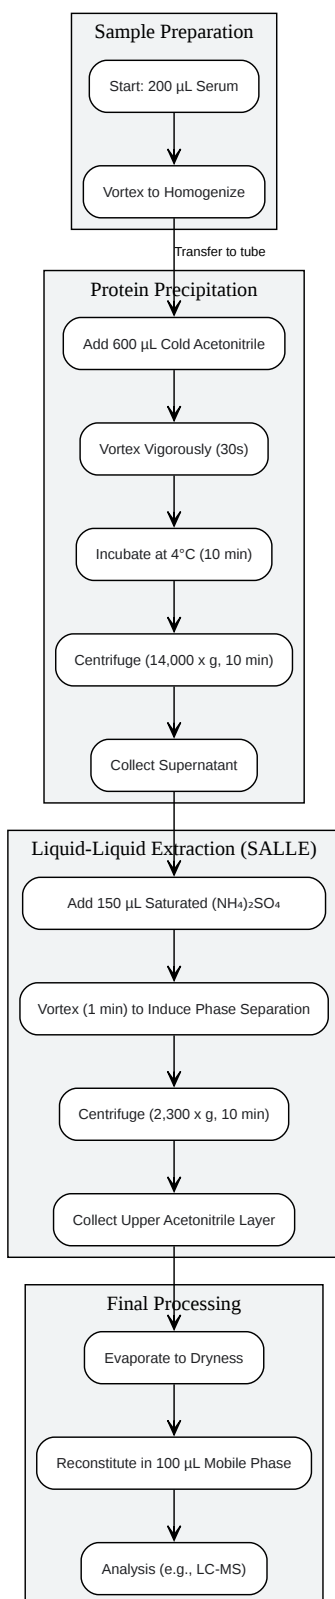 Sample Preparation
Start: 200 µL Serum
Vortex to Homogenize
Transfer to tube
Protein Precipitation
Add 600 µL Cold Acetonitrile
Vortex Vigorously (30s)
Incubate at 4°C (10 min)
Centrifuge (14,000 x g, 10 min)
Collect Supernatant
Liquid-Liquid Extraction (SALLE)
Add 150 µL Saturated (NH₄)₂SO₄
Vortex (1 min) to Induce Phase Separation
Centrifuge (2,300 x g, 10 min)
Collect Upper Acetonitrile Layer
Final Processing
Evaporate to Dryness
Reconstitute in 100 µL Mobile Phase
Analysis (e.g., LC-MS)